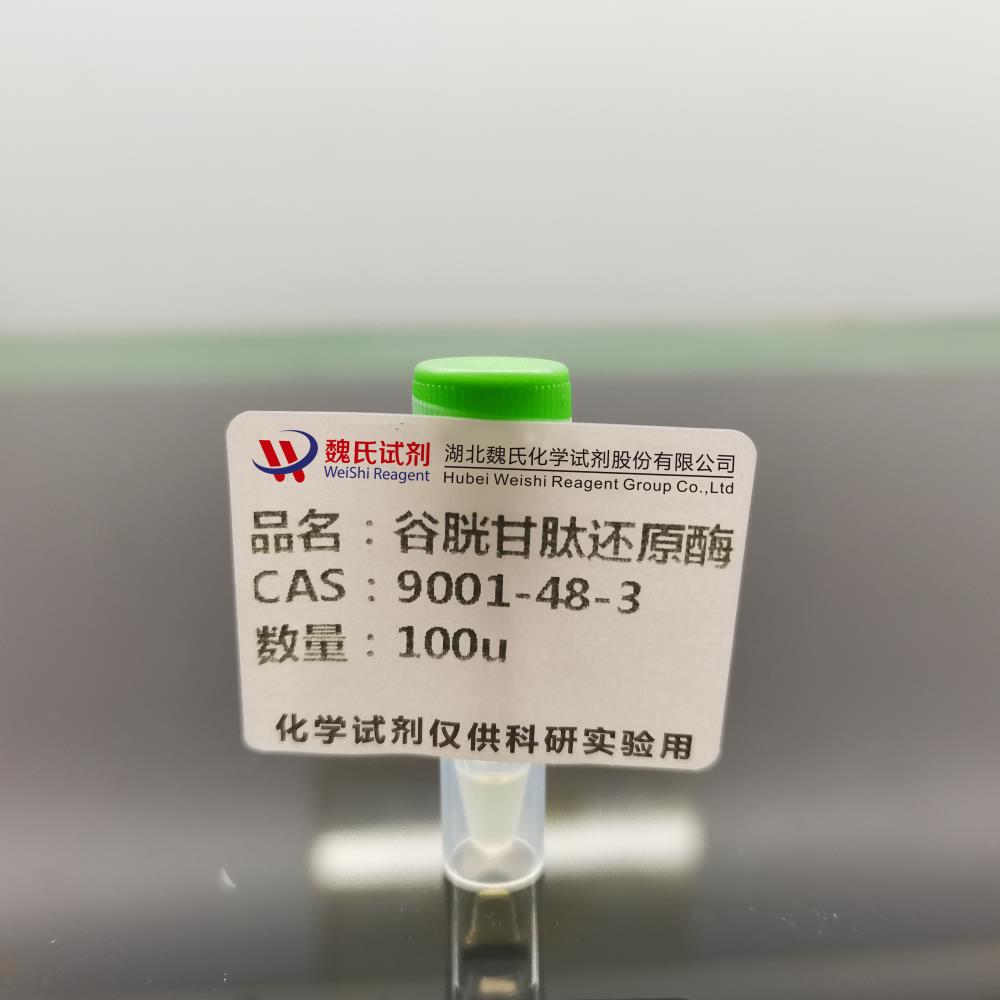 魏氏试剂
WeiShi Reagent
湖北魏氏化学试剂股份有限公司
Hubei Weishi Reagent Group Co.,Ltd
品名：谷胱甘肽还原酶
CAS：9001-48-3
数量：100u
化学试剂仅供科研实验用